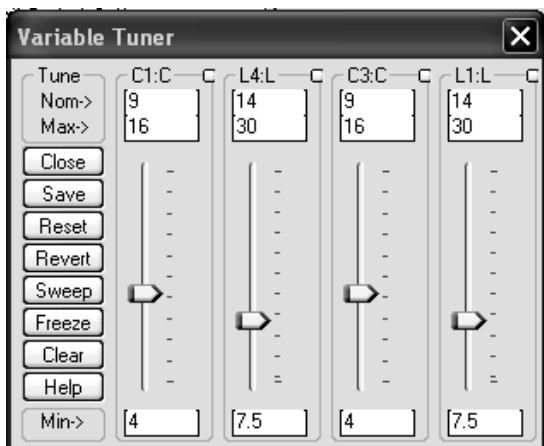 Variable Tuner
Tune C1:C L4:L C3:C L1:L
Nom-> 9 14 9 14
Max-> 16 30 16 30
Close
Save
Reset
Revert
Sweep
Freeze
Clear
Help
Min-> 4 7.5 4 7.5